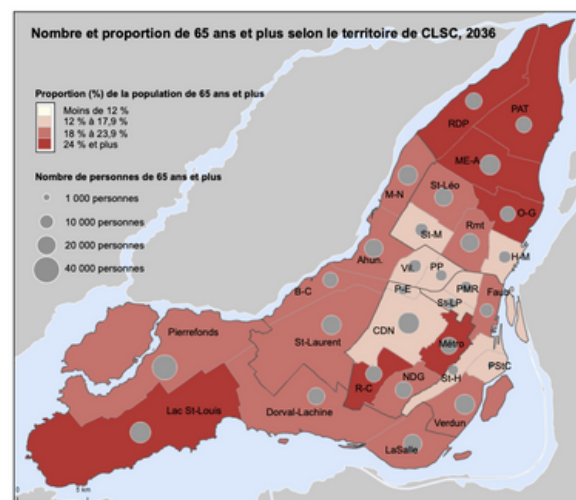 Nombre et proportion de 65 ans et plus selon le territoire de CLSC, 2036
Proportion (%) de la population de 65 ans et plus
Moins de 12 %
12 % à 17,9 %
18 % à 23,9 %
24 % et plus
Nombre de personnes de 65 ans et plus
1 000 personnes
10 000 personnes
20 000 personnes
40 000 personnes
RDP
PAT
ME-A
M-N
St-Léo
O-G
St-M
Rmt
H-M
Ahun.
Vil.
PP
B-C
P-E
PMR
St-LP
Faub.
Pierrefonds
St-Laurent
CDN
Métro
PStC
R-C
NDG
St-H
Lac St-Louis
Dorval-Lachine
Verdun
LaSalle
0
5 km